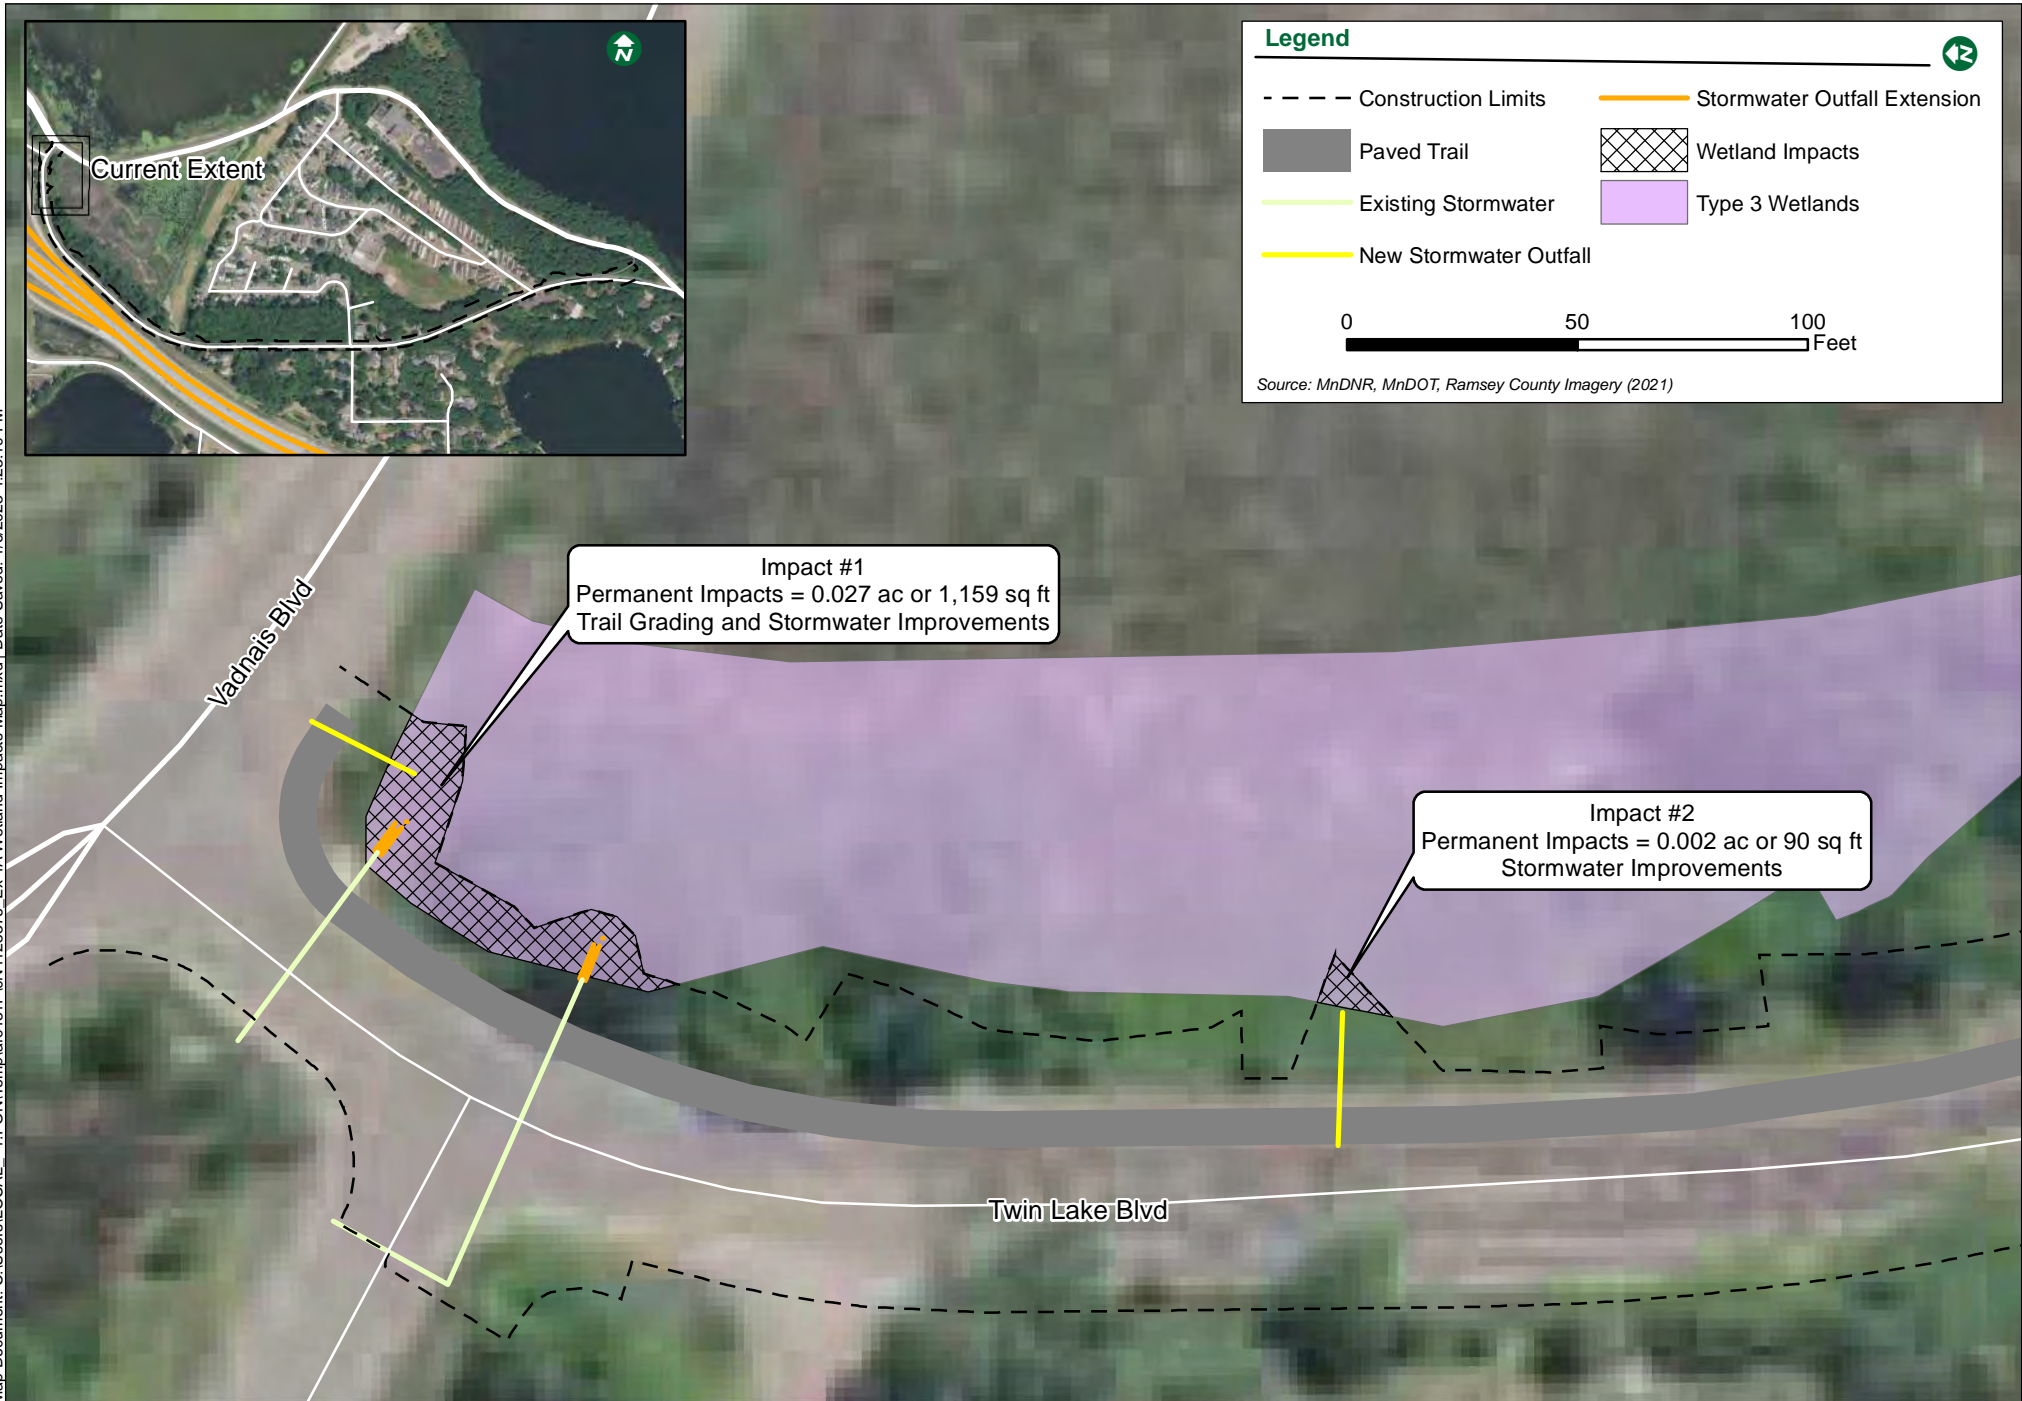 N
Current Extent
Legend
N
Construction Limits
Stormwater Outfall Extension
Paved Trail
Wetland Impacts
Existing Stormwater
Type 3 Wetlands
New Stormwater Outfall
0 50 100
Feet
Source: MnDNR, MnDOT, Ramsey County Imagery (2021)
Impact #1
Permanent Impacts = 0.027 ac or 1,159 sq ft
Trail Grading and Stormwater Improvements
Vadnais Blvd
Impact #2
Permanent Impacts = 0.002 ac or 90 sq ft
Stormwater Improvements
Twin Lake Blvd